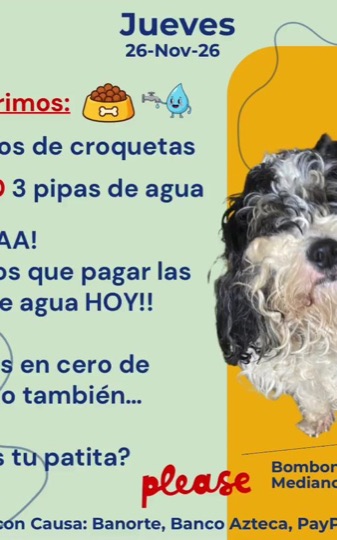 Jueves
26-Nov-26
rimos:
os de croquetas
O 3 pipas de agua
AA!
os que pagar las
e agua HOY!!
s en cero de
o también...
s tu patita?
please
Bombon
Mediano
con Causa: Banorte, Banco Azteca, PayP